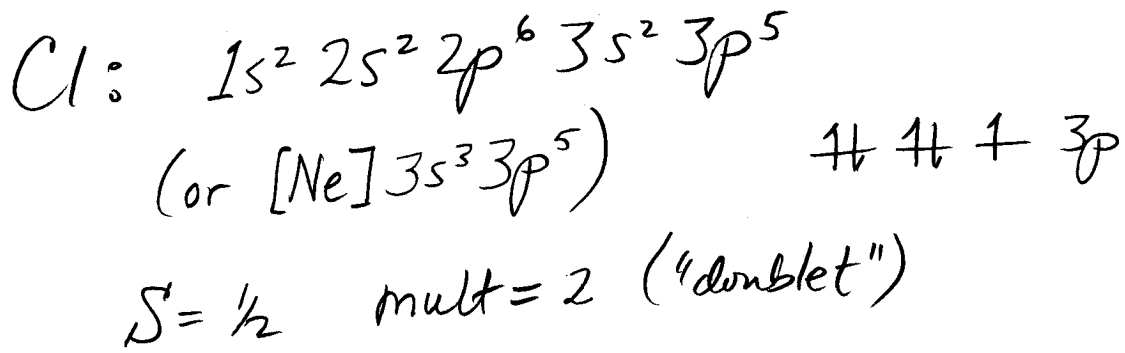 Cl: 1s² 2s² 2p⁶ 3s² 3p⁵
(or [Ne] 3s³ 3p⁵)
⥮ ⥮ ↿ 3p
S = ½ mult = 2 ("doublet")